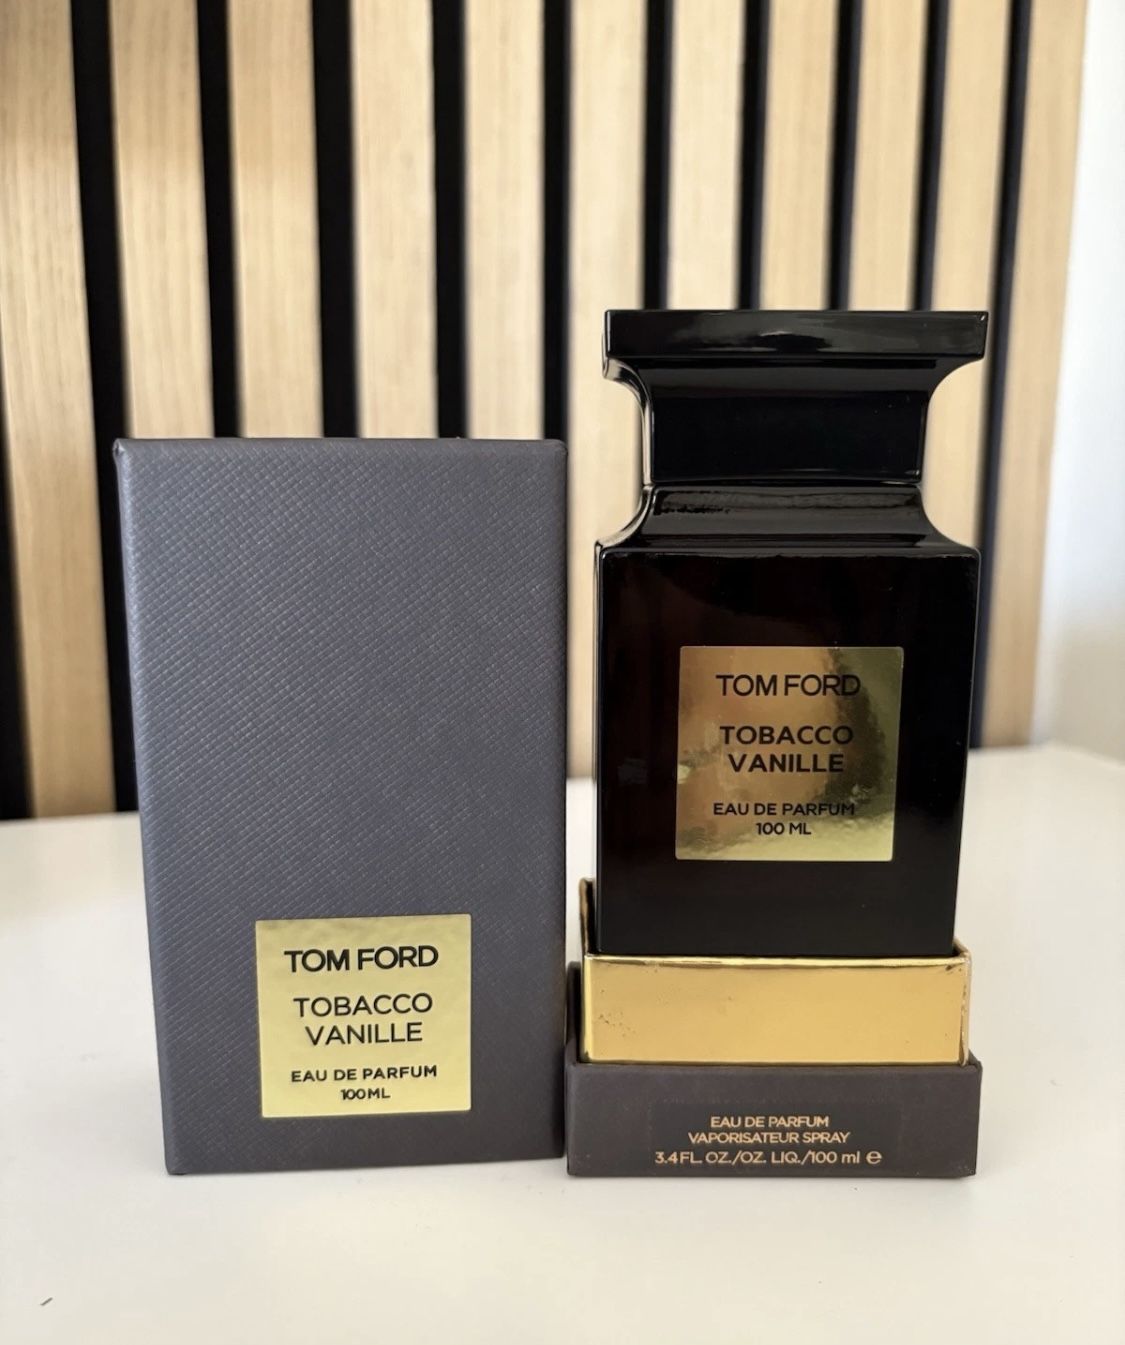 TOM FORD
TOBACCO
VANILLE
EAU DE PARFUM
100ML
TOM FORD
TOBACCO
VANILLE
EAU DE PARFUM
100 ML
EAU DE PARFUM
VAPORISATEUR SPRAY
3.4 FL. OZ./OZ. LIQ./100 ml ℮